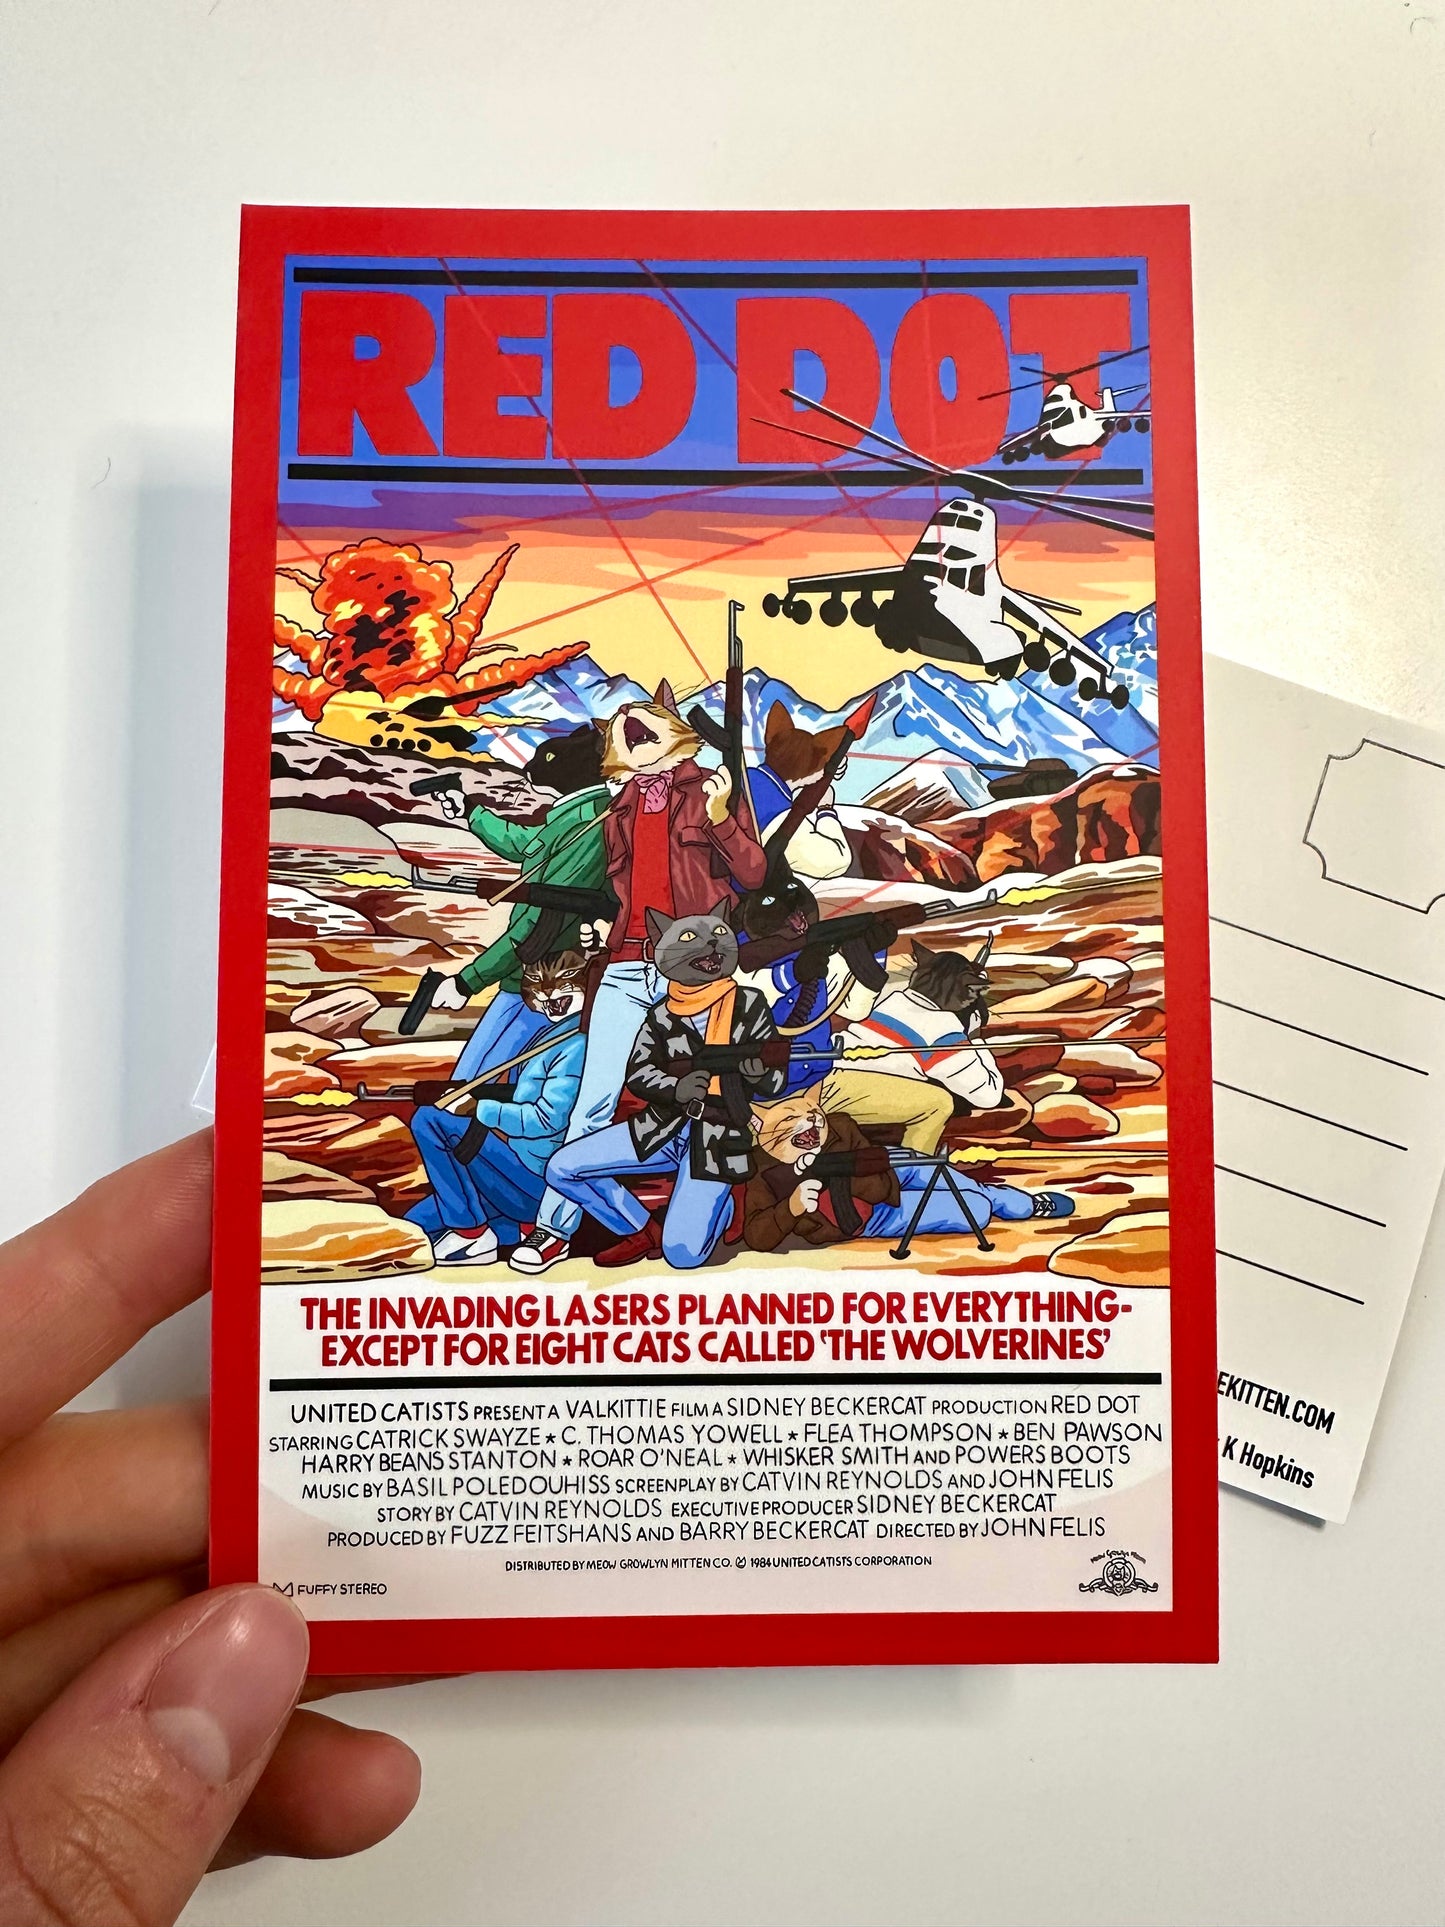 RED DOT
THE INVADING LASERS PLANNED FOR EVERYTHING-
EXCEPT FOR EIGHT CATS CALLED 'THE WOLVERINES'
UNITED CATISTS PRESENT A VALKITTIE FILM A SIDNEY BECKERCAT PRODUCTION RED DOT
STARRING CATRICK SWAYZE ★ C. THOMAS YOWELL ★ FLEA THOMPSON ★ BEN PAWSON
HARRY BEANS STANTON ★ ROAR O'NEAL ★ WHISKER SMITH AND POWERS BOOTS
MUSIC BY BASIL POLEDOUHISS SCREENPLAY BY CATVIN REYNOLDS AND JOHN FELIS
STORY BY CATVIN REYNOLDS EXECUTIVE PRODUCER SIDNEY BECKERCAT
PRODUCED BY FUZZ FEITSHANS AND BARRY BECKERCAT DIRECTED BY JOHN FELIS
DISTRIBUTED BY MEOW GROWLYN MITTEN CO. © 1984 UNITED CATISTS CORPORATION
FUFFY STEREO
EKITTEN.COM
K Hopkins